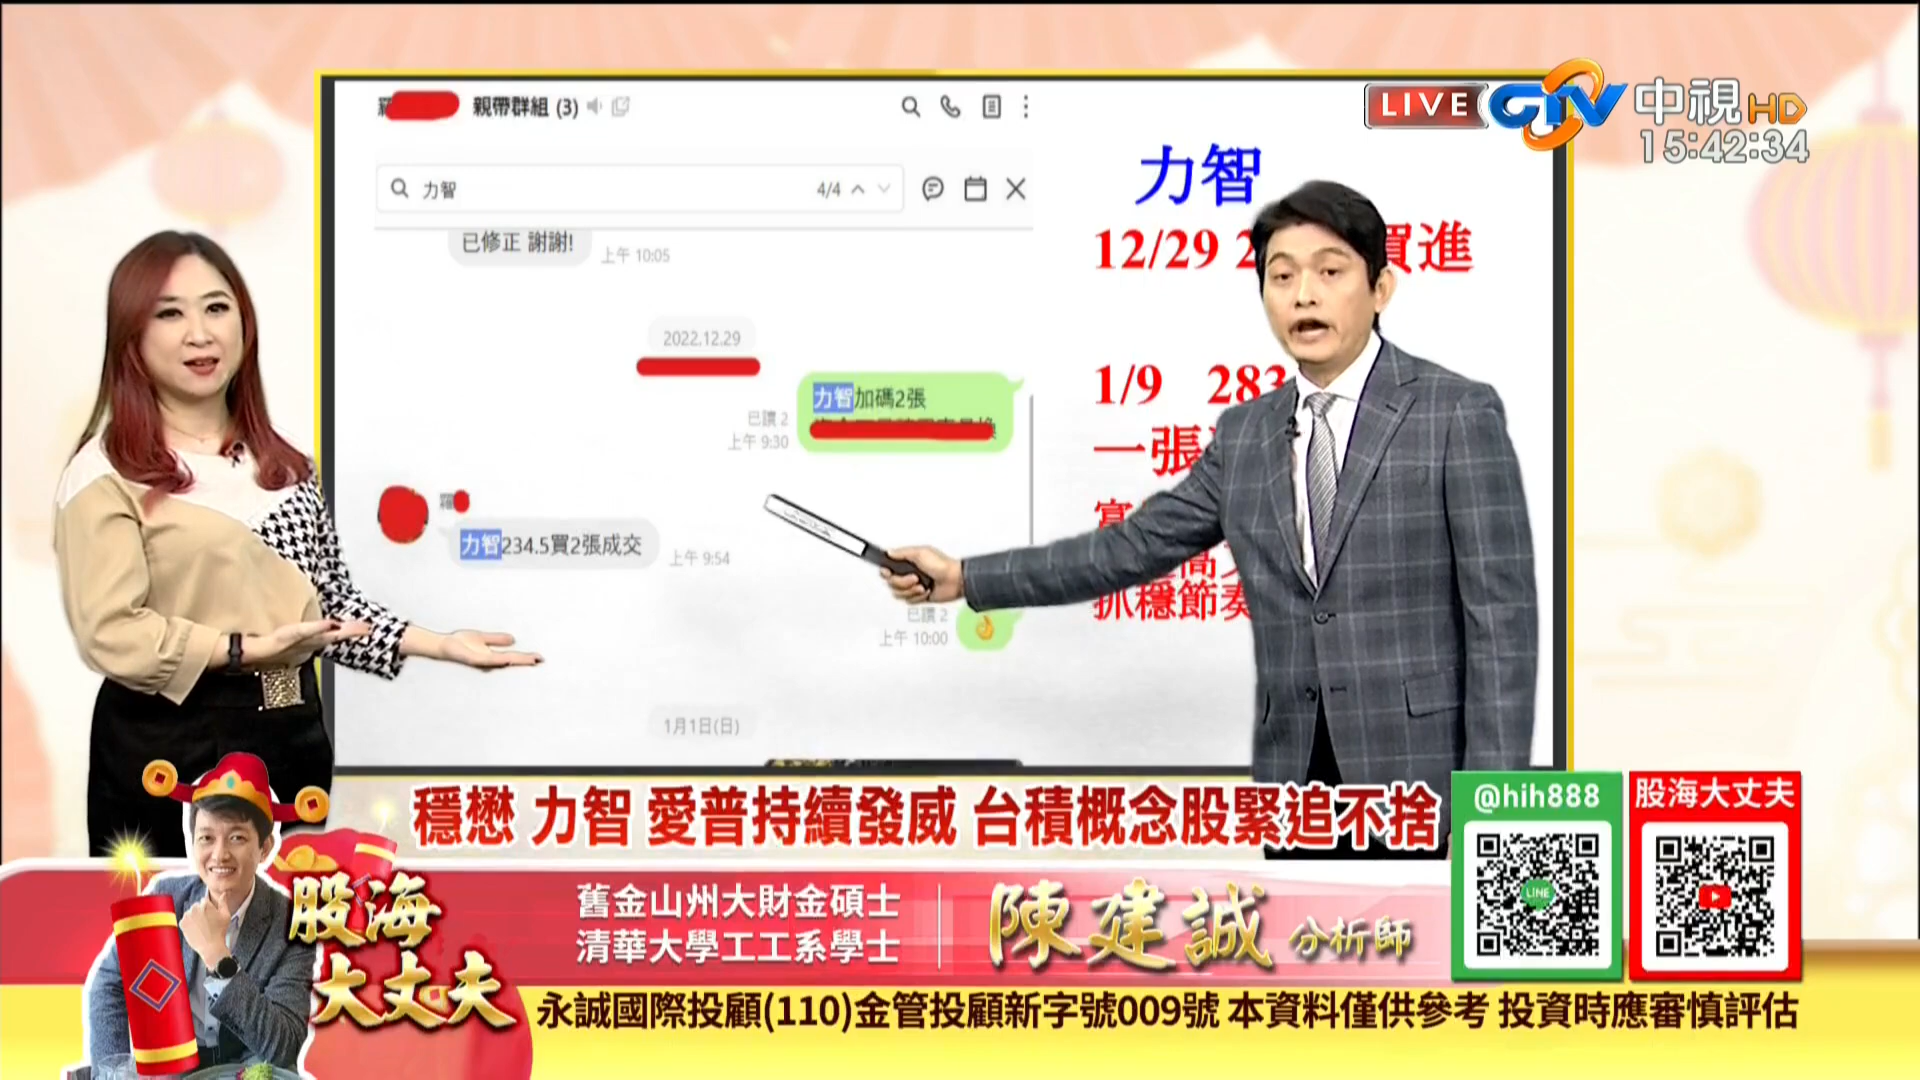 親帶群組 (3)
力智
4/4
已修正 謝謝!
上午 10:05
2022.12.29
力智加碼2張
已讀 2
上午 9:30
力智234.5買2張成交
上午 9:54
已讀 2
上午 10:00
1月1日(日)
力智
12/29 2 買進
1/9 283
一張
抓穩節奏
LIVE
CTV 中視 HD
15:42:34
穩懋 力智 愛普持續發威 台積概念股緊追不捨
股海
大丈夫
舊金山州大財金碩士
清華大學工工系學士
陳建誠 分析師
@hih888
LINE
股海大丈夫
永誠國際投顧(110)金管投顧新字號009號 本資料僅供參考 投資時應審慎評估